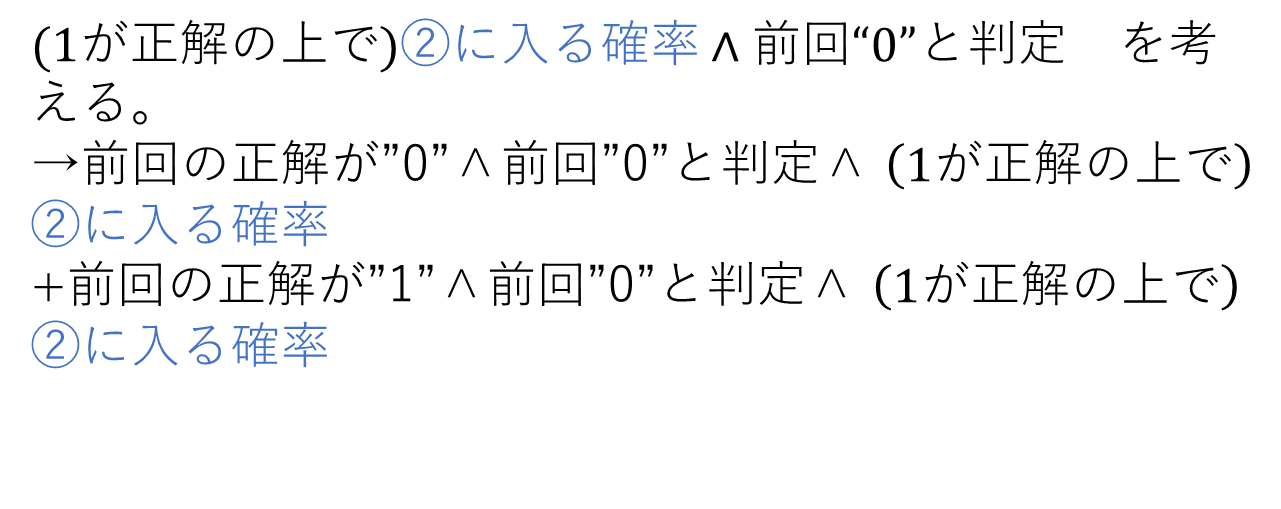 (1が正解の上で)②に入る確率∧前回“0”と判定　を考
える。
→前回の正解が”0”∧前回”0”と判定∧ (1が正解の上で)
②に入る確率
+前回の正解が”1”∧前回”0”と判定∧ (1が正解の上で)
②に入る確率